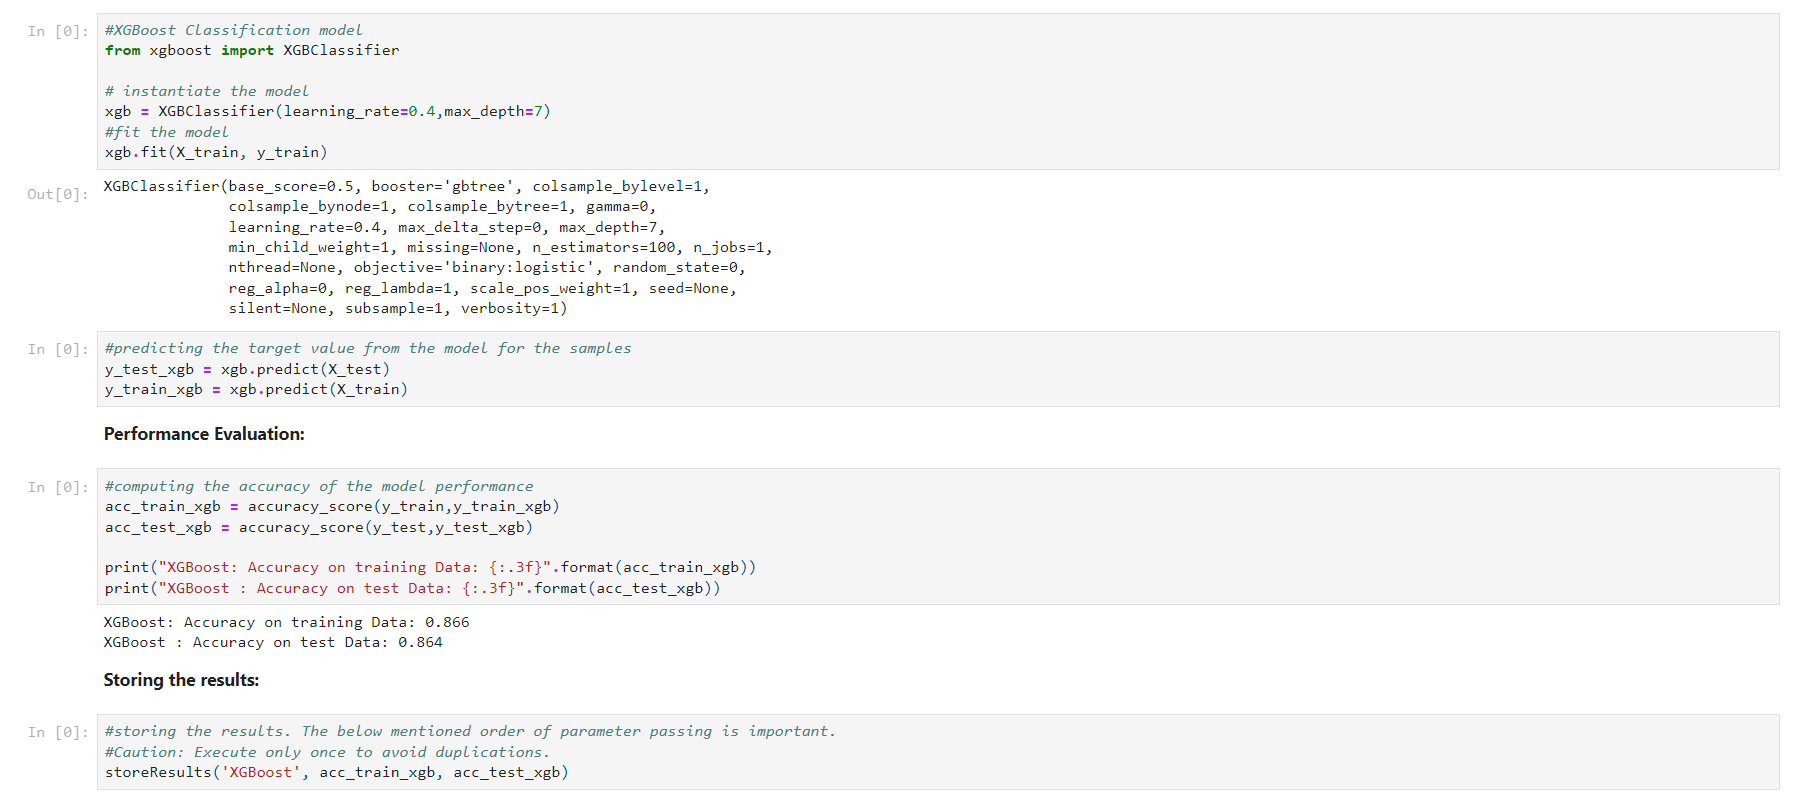 In [0]: #XGBoost Classification model
from xgboost import XGBClassifier
# instantiate the model
xgb = XGBClassifier(learning_rate=0.4,max_depth=7)
#fit the model
xgb.fit(X_train, y_train)
Out[0]: XGBClassifier(base_score=0.5, booster='gbtree', colsample_bylevel=1,
colsample_bynode=1, colsample_bytree=1, gamma=0,
learning_rate=0.4, max_delta_step=0, max_depth=7,
min_child_weight=1, missing=None, n_estimators=100, n_jobs=1,
nthread=None, objective='binary:logistic', random_state=0,
reg_alpha=0, reg_lambda=1, scale_pos_weight=1, seed=None,
silent=None, subsample=1, verbosity=1)
In [0]: #predicting the target value from the model for the samples
y_test_xgb = xgb.predict(X_test)
y_train_xgb = xgb.predict(X_train)
Performance Evaluation:
In [0]: #computing the accuracy of the model performance
acc_train_xgb = accuracy_score(y_train,y_train_xgb)
acc_test_xgb = accuracy_score(y_test,y_test_xgb)
print("XGBoost: Accuracy on training Data: {:.3f}".format(acc_train_xgb))
print("XGBoost : Accuracy on test Data: {:.3f}".format(acc_test_xgb))
XGBoost: Accuracy on training Data: 0.866
XGBoost : Accuracy on test Data: 0.864
Storing the results:
In [0]: #storing the results. The below mentioned order of parameter passing is important.
#Caution: Execute only once to avoid duplications.
storeResults('XGBoost', acc_train_xgb, acc_test_xgb)